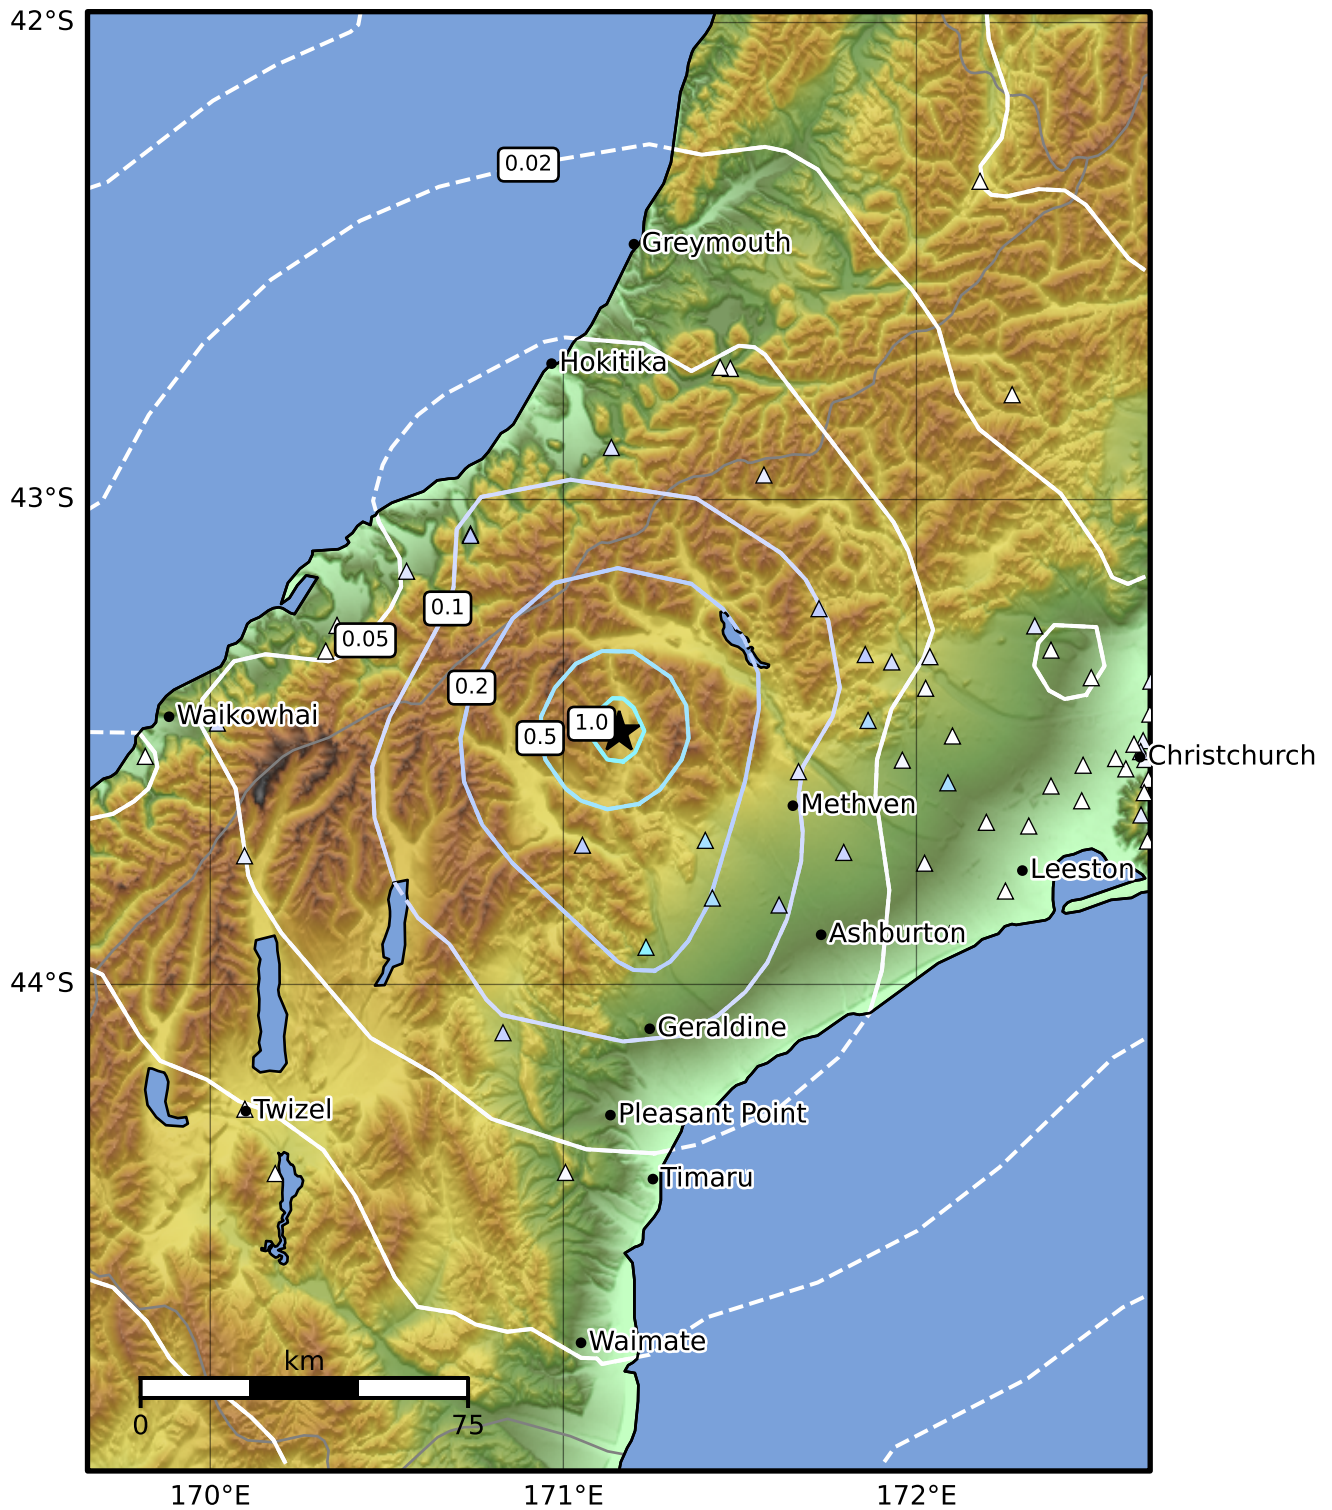 42°S
0.02
Greymouth
Hokitika
43°S
0.1
0.05
0.2
Waikowhai
1.0
0.5
Christchurch
Methven
Leeston
Ashburton
44°S
Geraldine
Twizel
Pleasant Point
Timaru
Waimate
km
0
75
170°E
171°E
172°E